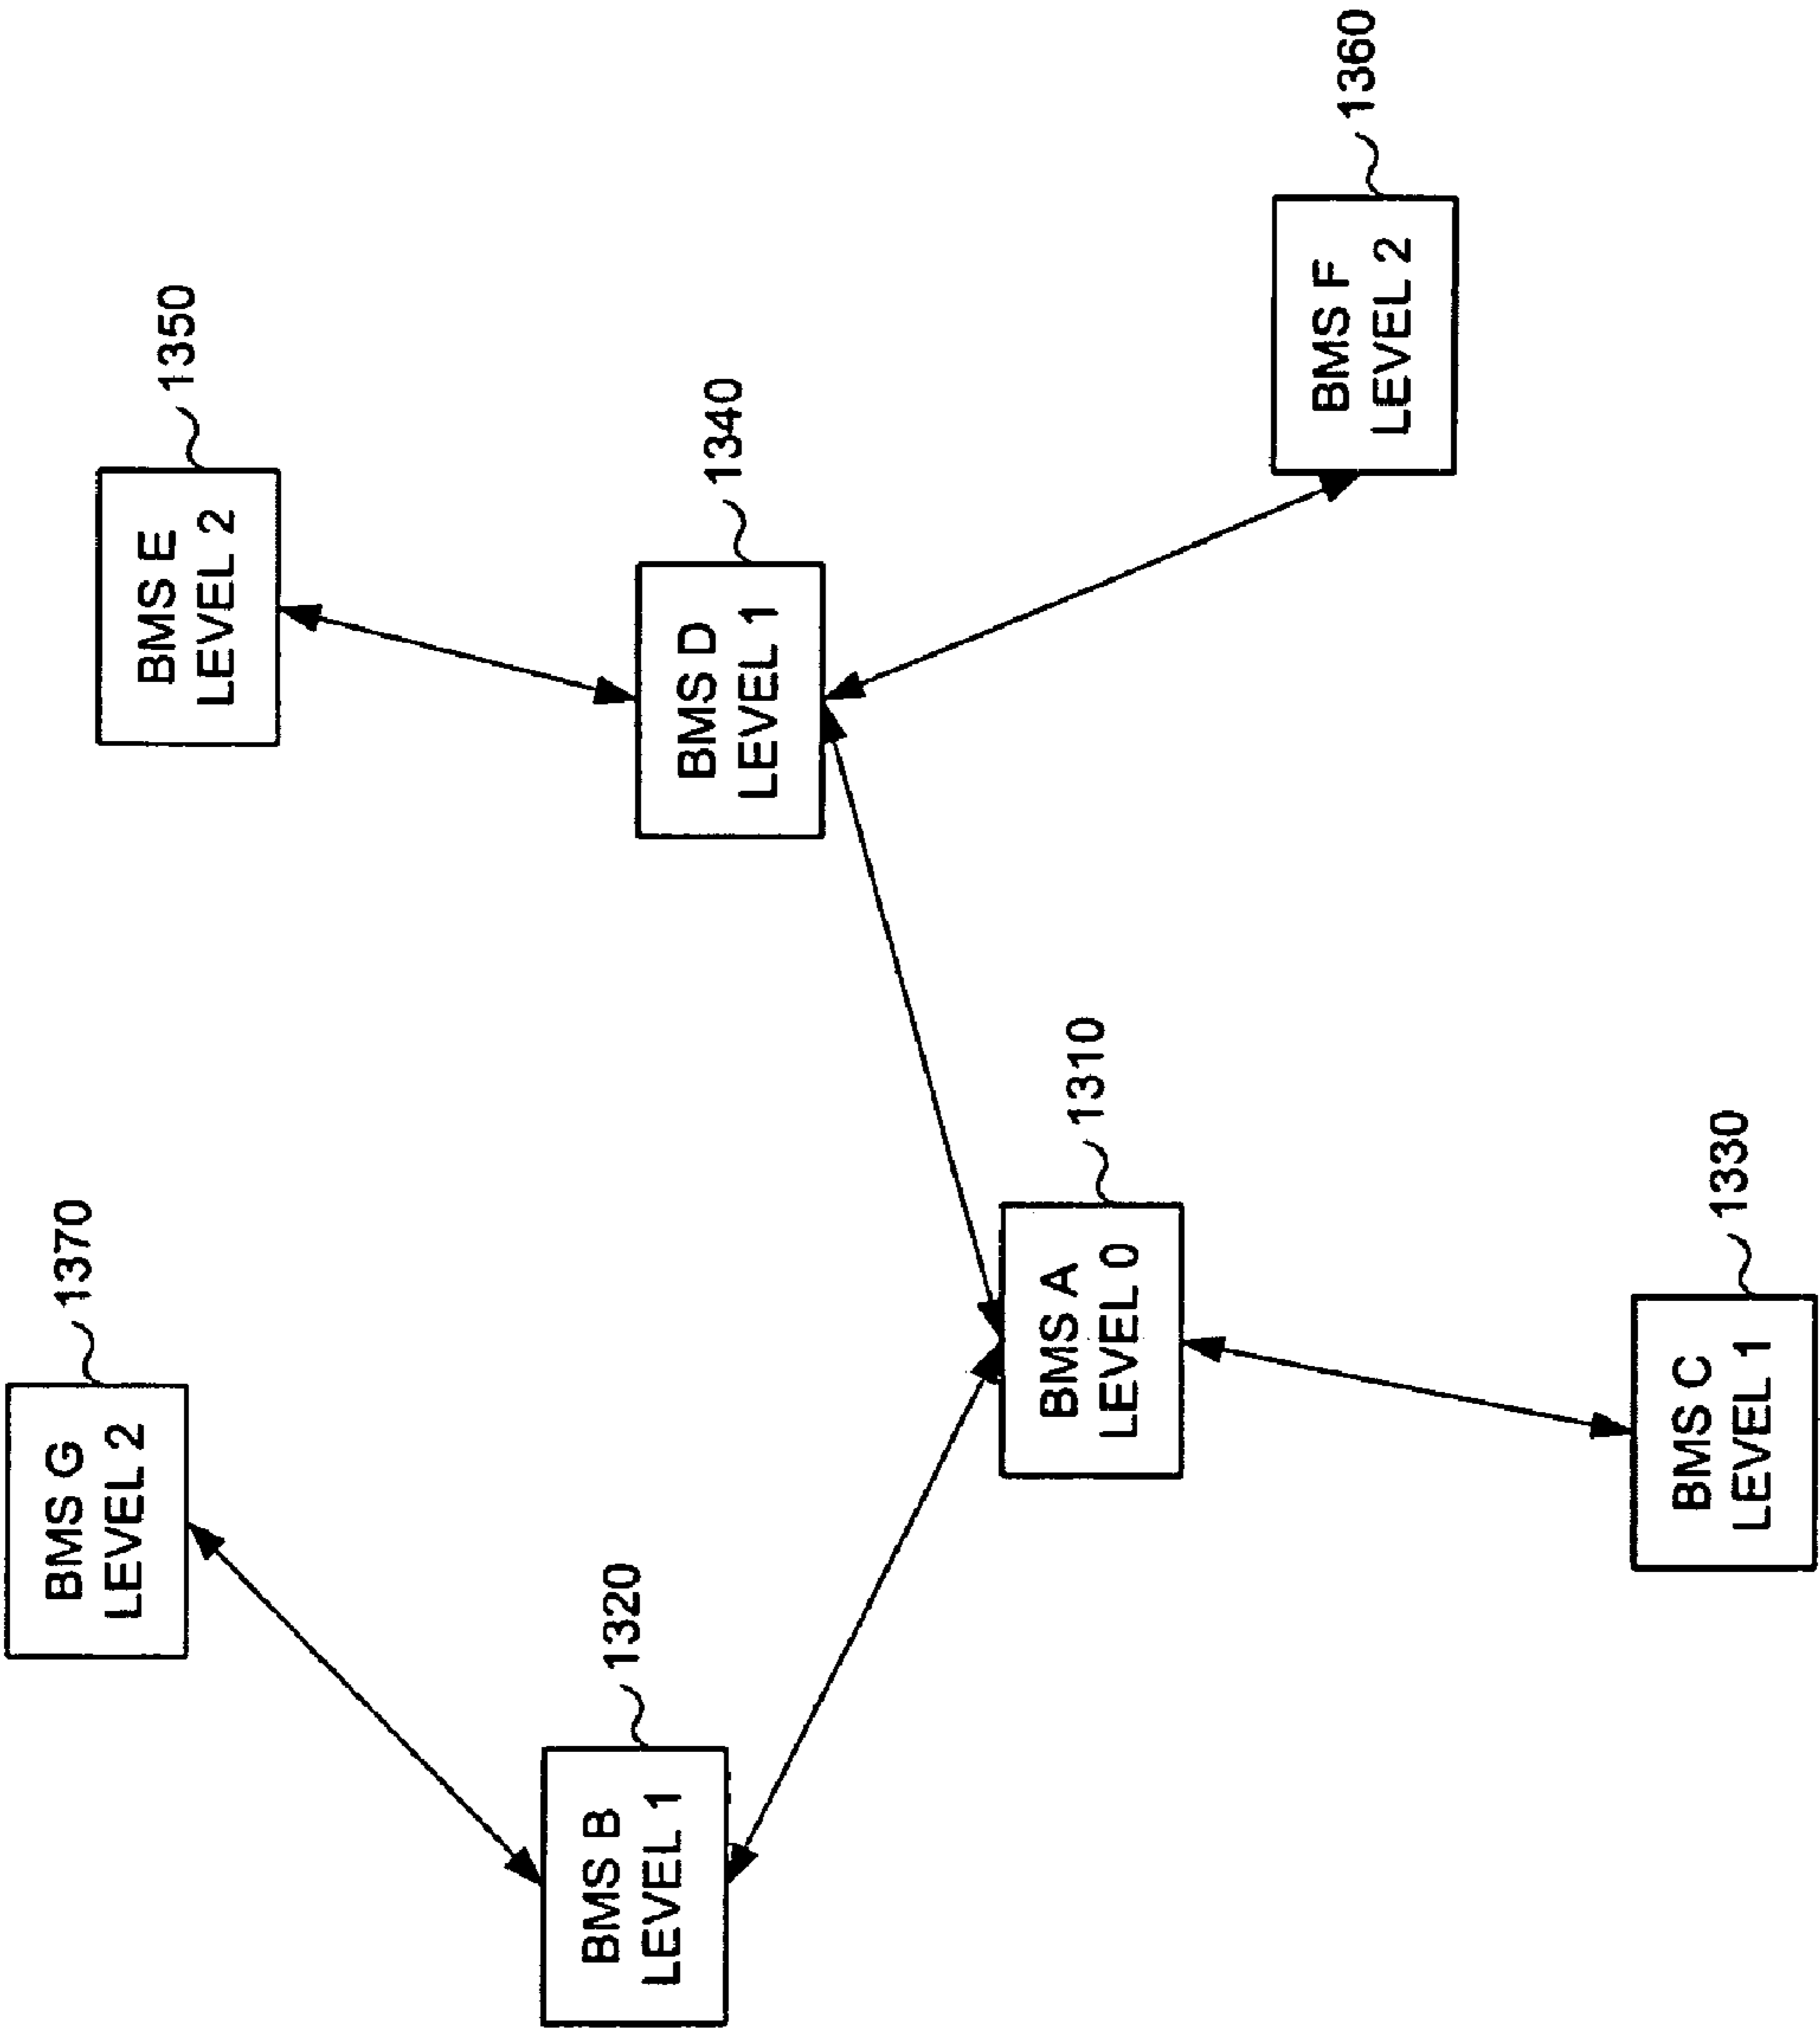 1370
BMS G
LEVEL 2
1350
BMS E
LEVEL 2
1320
BMS B
LEVEL 1
1340
BMS D
LEVEL 1
1310
BMS A
LEVEL 0
1360
BMS F
LEVEL 2
1330
BMS C
LEVEL 1